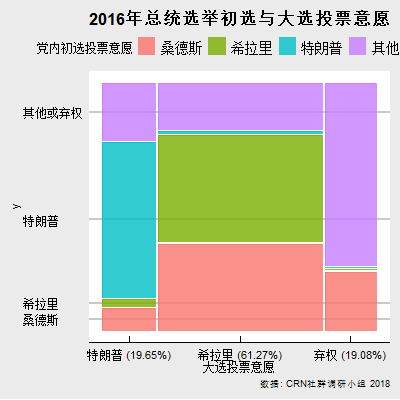 2016年总统选举初选与大选投票意愿
党内初选投票意愿 桑德斯 希拉里 特朗普 其他
其他或弃权
特朗普
希拉里
桑德斯
y
特朗普 (19.65%) 希拉里 (61.27%) 弃权 (19.08%)
大选投票意愿
数据: CRN社群调研小组 2018